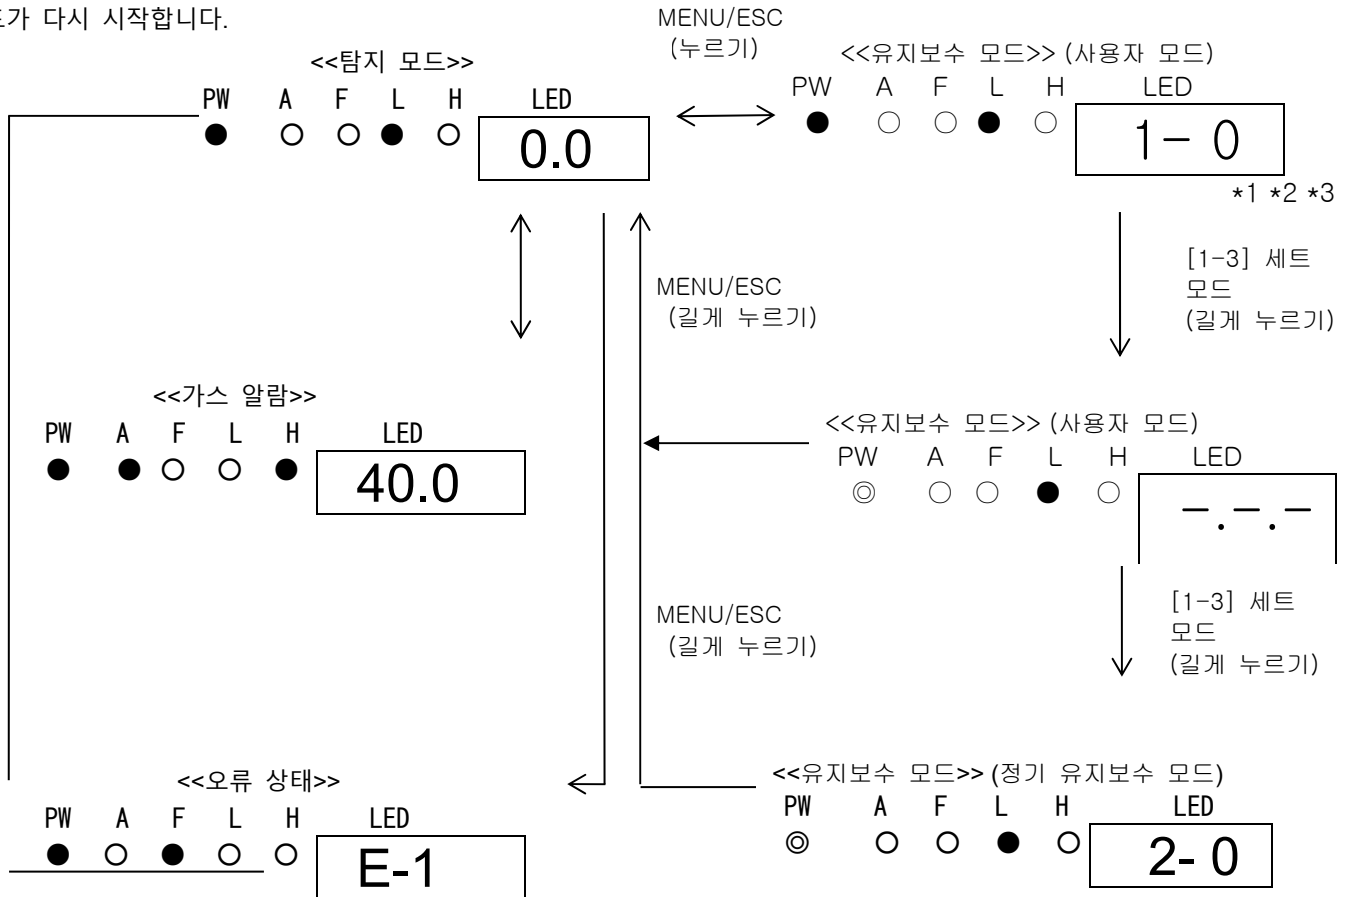 가 다시 시작합니다.
MENU/ESC
(누르기)
<<탐지 모드>>
PW A F L H LED
● ○ ○ ● ○ 0.0
<<유지보수 모드>> (사용자 모드)
PW A F L H LED
● ○ ○ ● ○ 1- 0
*1 *2 *3
[1-3] 세트
모드
(길게 누르기)
MENU/ESC
(길게 누르기)
<<가스 알람>>
PW A F L H LED
● ● ○ ○ ● 40.0
<<유지보수 모드>> (사용자 모드)
PW A F L H LED
◎ ○ ○ ● ○ -.-.-
[1-3] 세트
모드
(길게 누르기)
MENU/ESC
(길게 누르기)
<<오류 상태>>
PW A F L H LED
● ○ ● ○ ○ E-1
<<유지보수 모드>> (정기 유지보수 모드)
PW A F L H LED
◎ ○ ○ ● ○ 2- 0